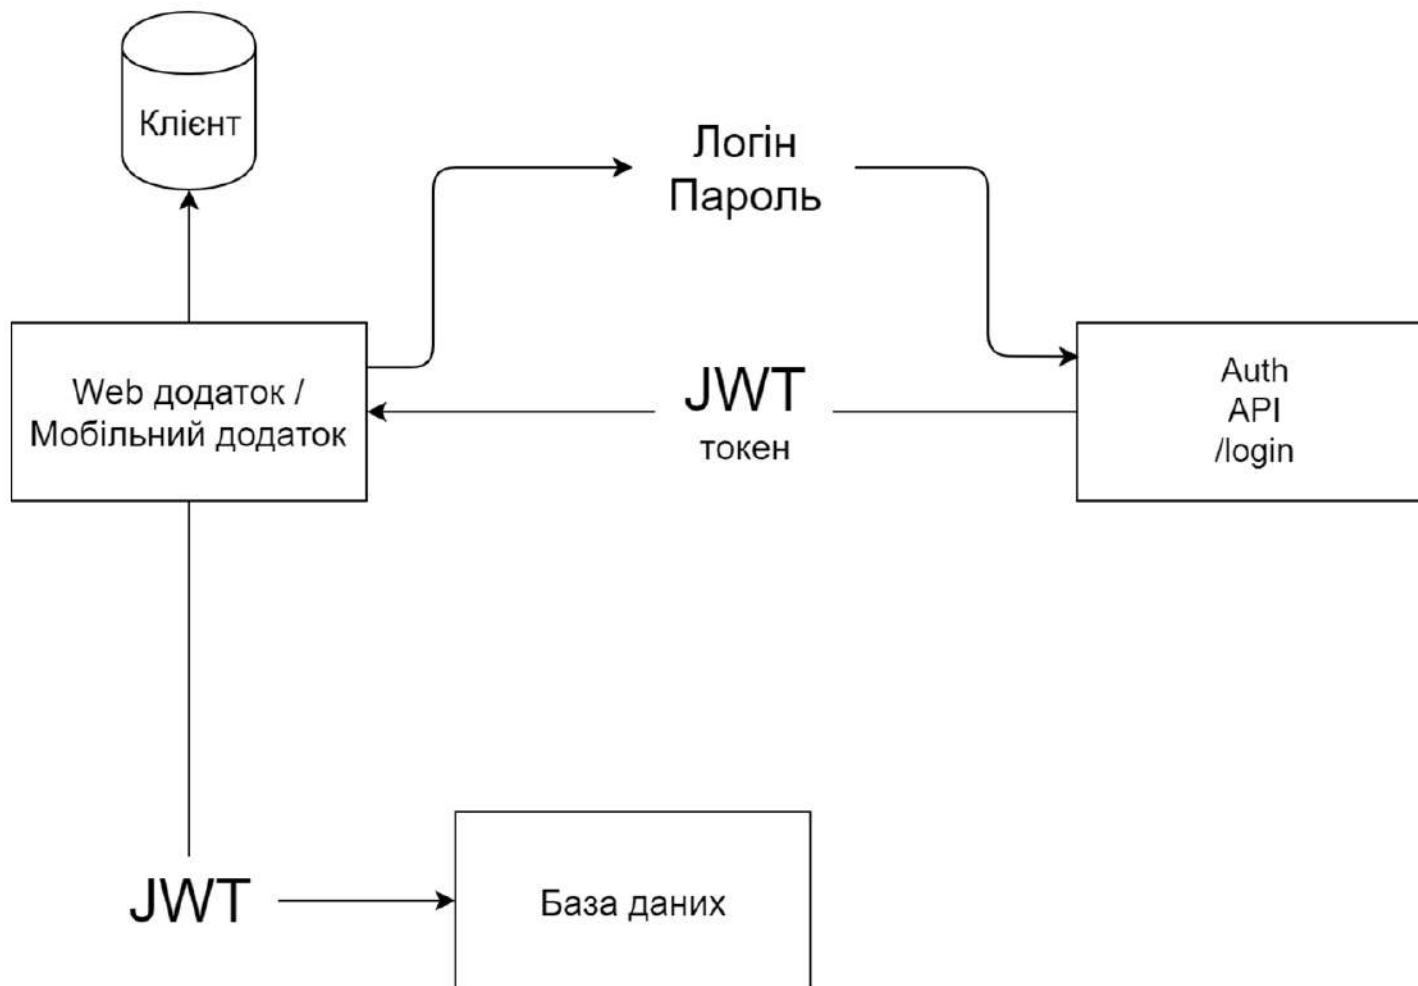 Клієнт
Логін
Пароль
Web додаток /
Мобільний додаток
JWT
токен
Auth
API
/login
JWT
База даних